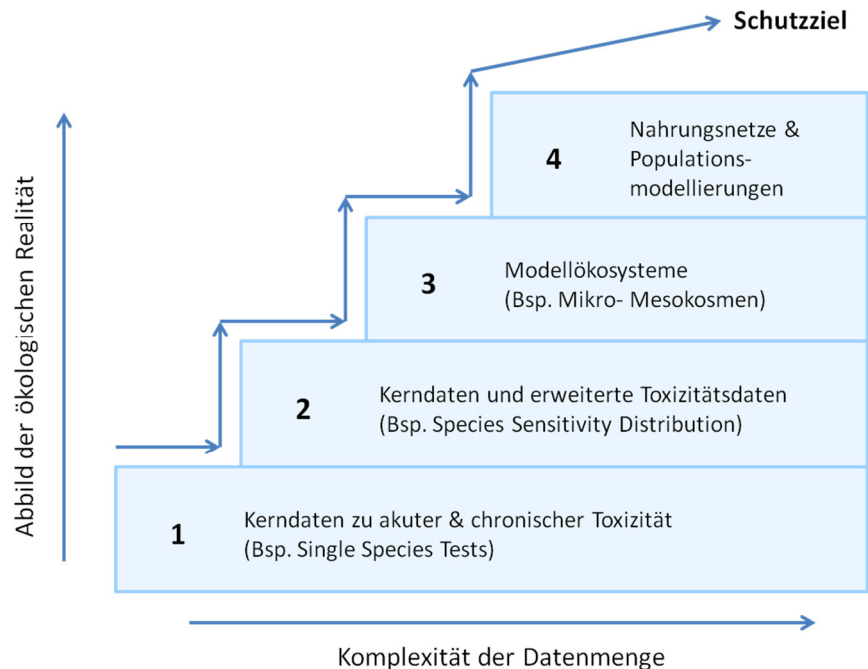 Schutzziel
Abbild der ökologischen Realität
4
Nahrungsnetze &
Populations-
modellierungen
3
Modellökosysteme
(Bsp. Mikro- Mesokosmen)
2
Kerndaten und erweiterte Toxizitätsdaten
(Bsp. Species Sensitivity Distribution)
1
Kerndaten zu akuter & chronischer Toxizität
(Bsp. Single Species Tests)
Komplexität der Datenmenge